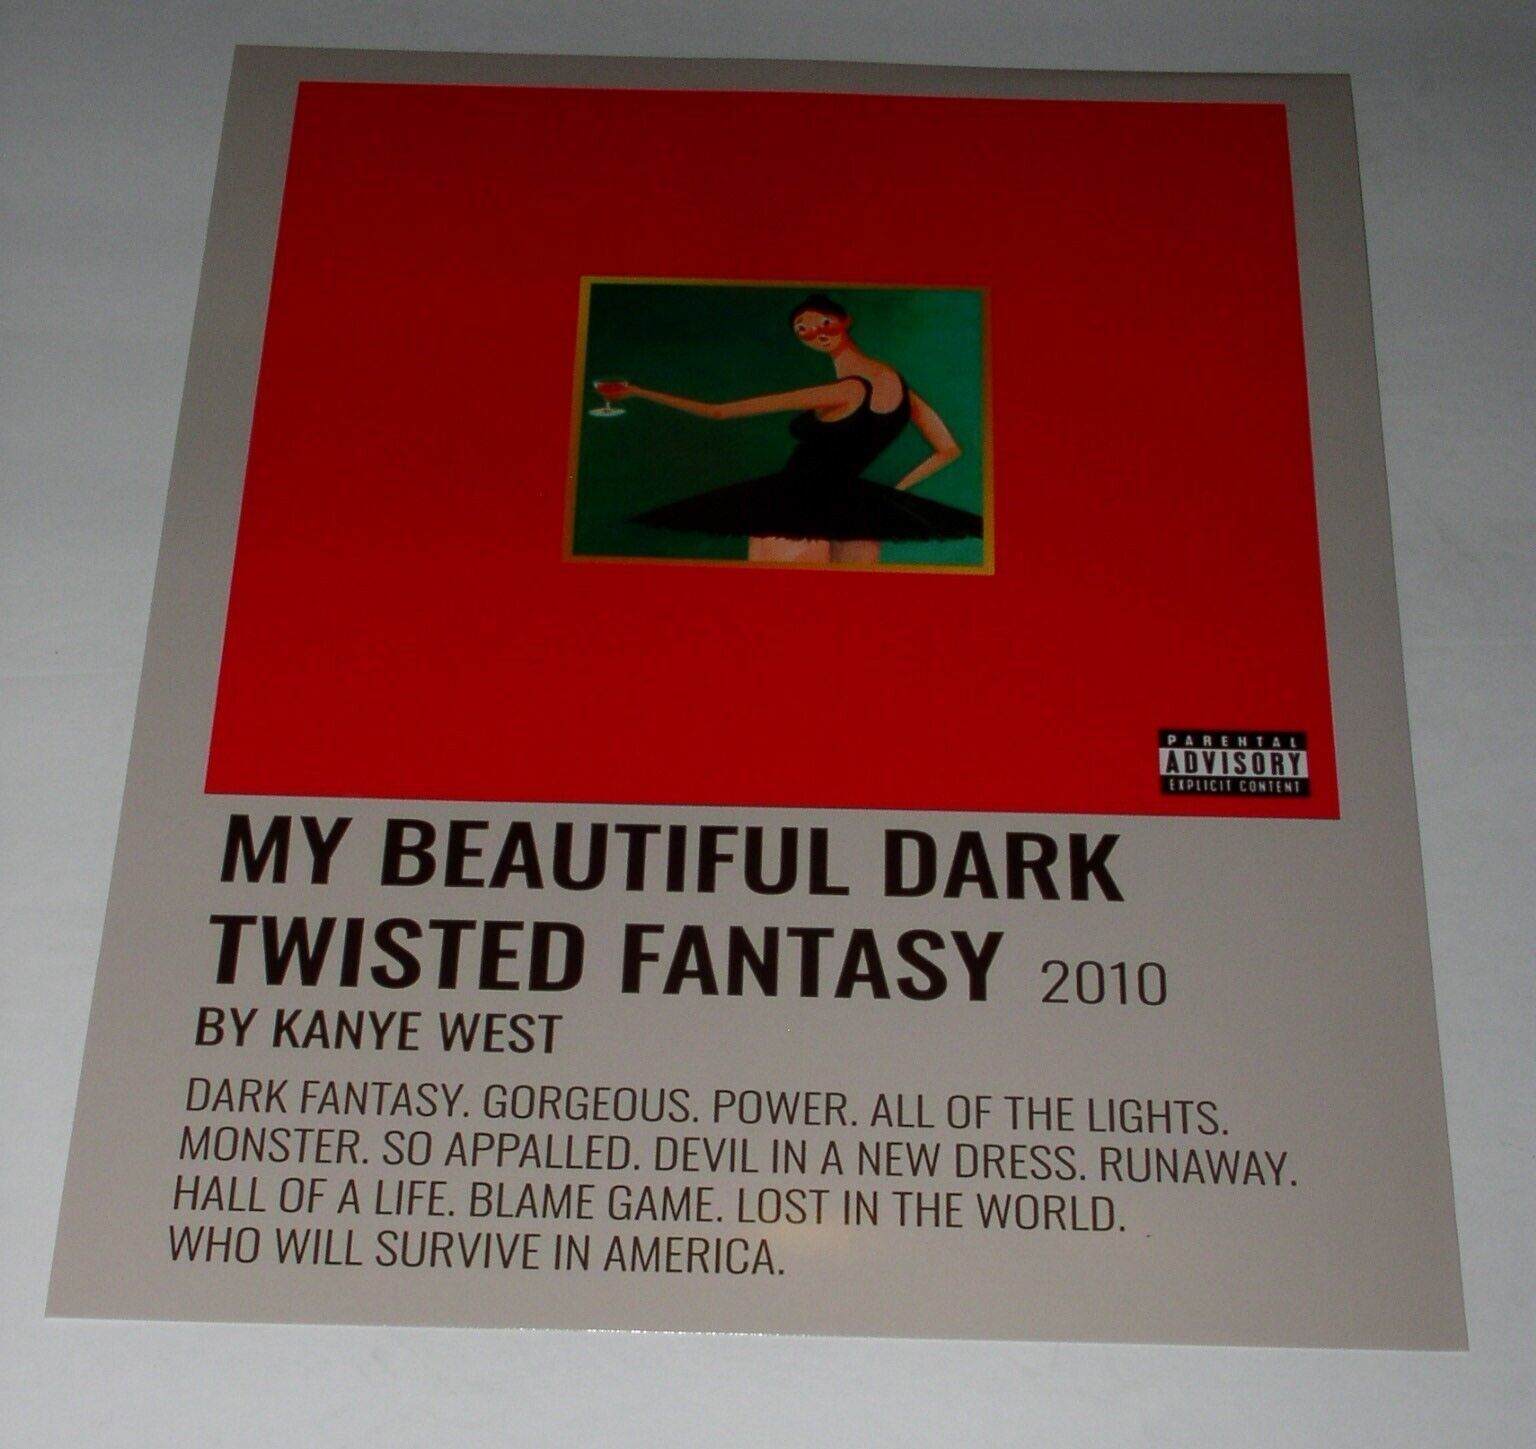 PARENTAL
ADVISORY
EXPLICIT CONTENT
MY BEAUTIFUL DARK
TWISTED FANTASY 2010
BY KANYE WEST
DARK FANTASY. GORGEOUS. POWER. ALL OF THE LIGHTS.
MONSTER. SO APPALLED. DEVIL IN A NEW DRESS. RUNAWAY.
HALL OF A LIFE. BLAME GAME. LOST IN THE WORLD.
WHO WILL SURVIVE IN AMERICA.